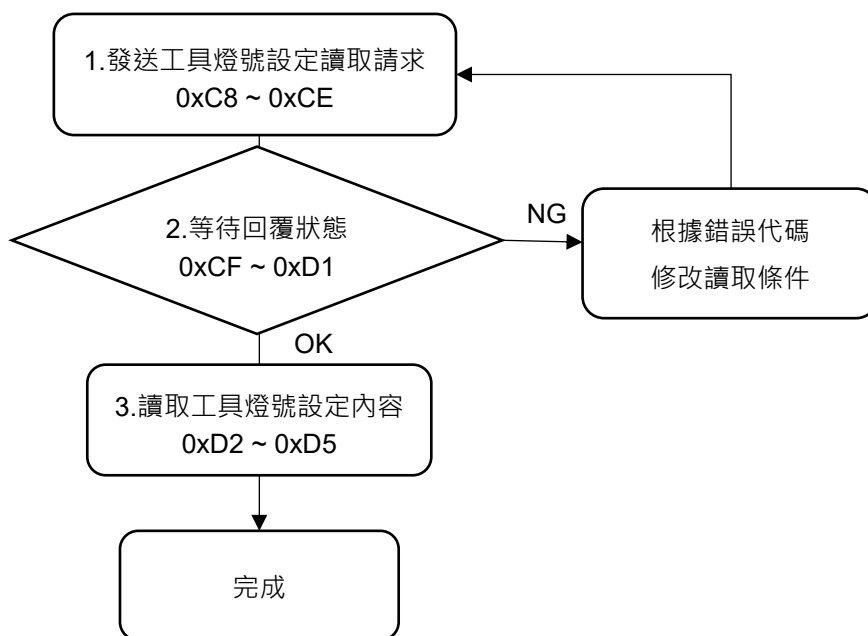 1.發送工具燈號設定讀取請求
0xC8 ~ 0xCE
2.等待回覆狀態
0xCF ~ 0xD1
NG
根據錯誤代碼
修改讀取條件
OK
3.讀取工具燈號設定內容
0xD2 ~ 0xD5
完成